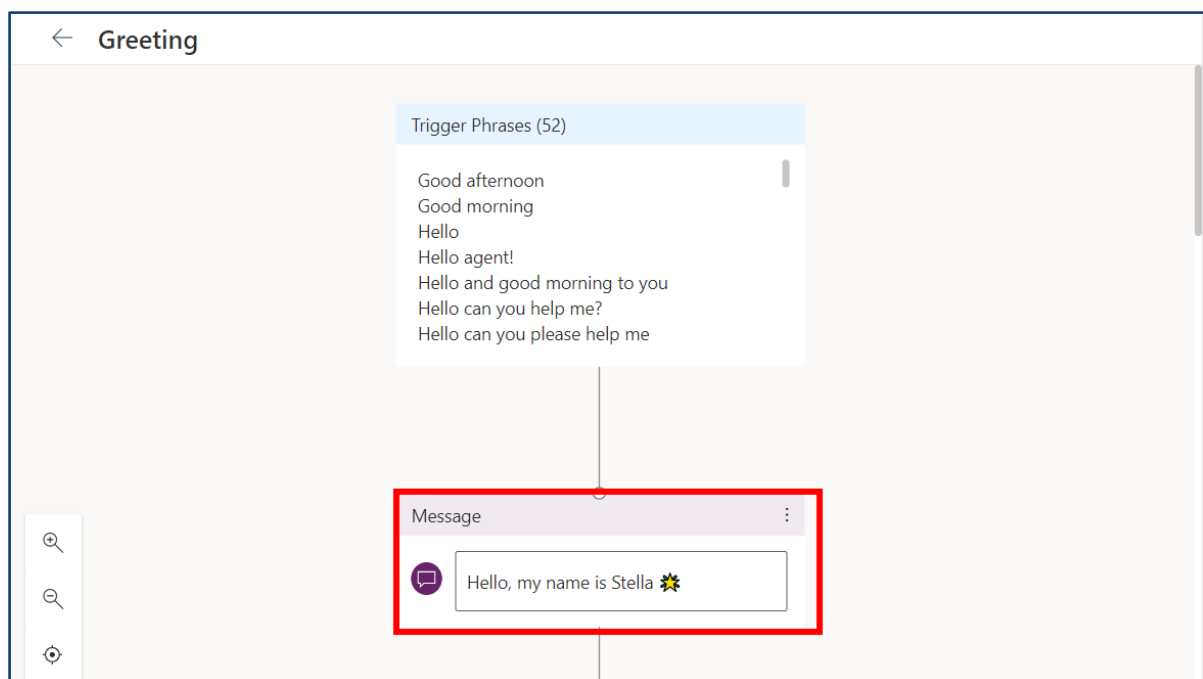 Greeting
Trigger Phrases (52)
Good afternoon
Good morning
Hello
Hello agent!
Hello and good morning to you
Hello can you help me?
Hello can you please help me
Message
Hello, my name is Stella 🌟